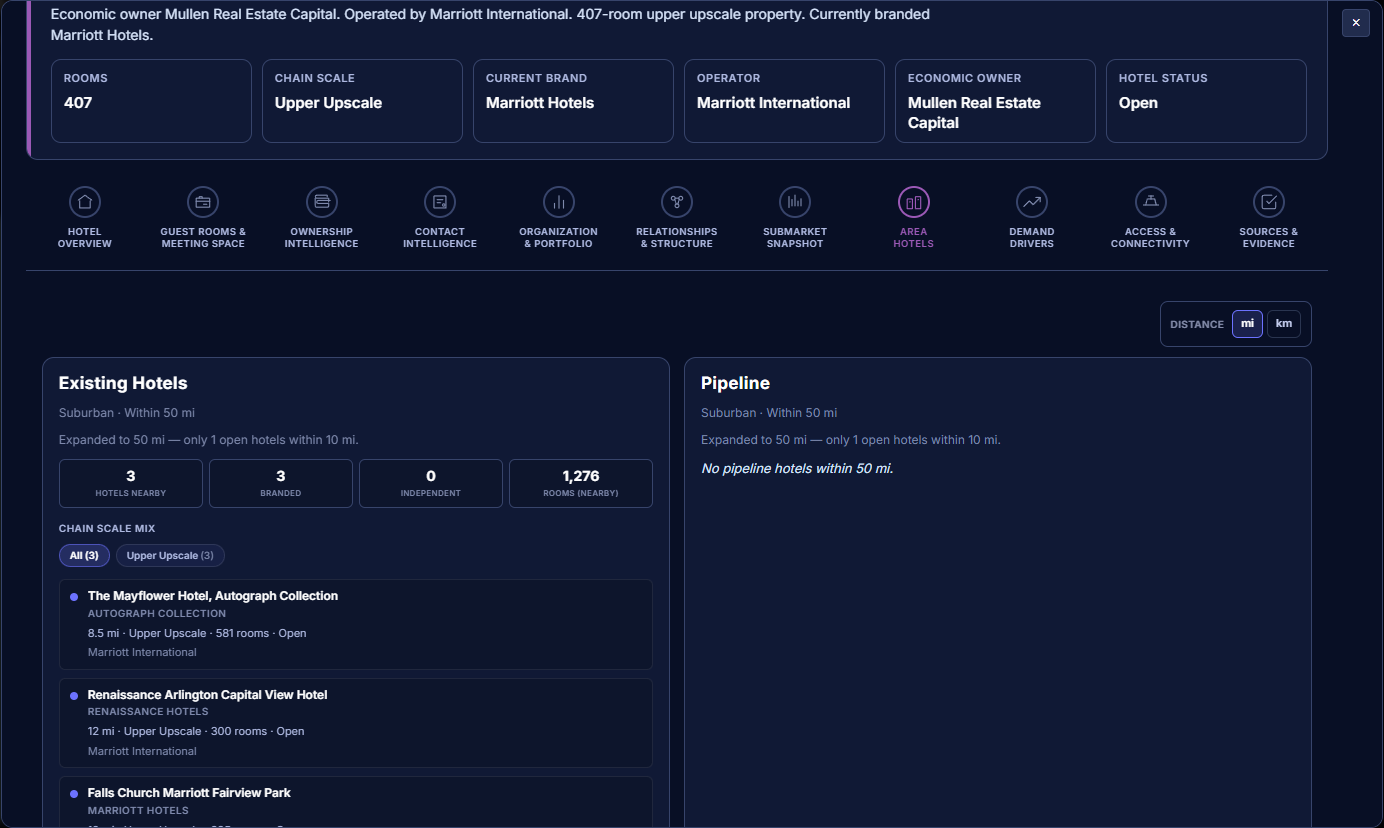 Economic owner Mullen Real Estate Capital. Operated by Marriott International. 407-room upper upscale property. Currently branded
Marriott Hotels.
ROOMS
407
CHAIN SCALE
Upper Upscale
CURRENT BRAND
Marriott Hotels
OPERATOR
Marriott International
ECONOMIC OWNER
Mullen Real Estate
Capital
HOTEL STATUS
Open
HOTEL
OVERVIEW
GUEST ROOMS &
MEETING SPACE
OWNERSHIP
INTELLIGENCE
CONTACT
INTELLIGENCE
ORGANIZATION
& PORTFOLIO
RELATIONSHIPS
& STRUCTURE
SUBMARKET
SNAPSHOT
AREA
HOTELS
DEMAND
DRIVERS
ACCESS &
CONNECTIVITY
SOURCES &
EVIDENCE
DISTANCE mi km
Existing Hotels
Suburban · Within 50 mi
Expanded to 50 mi — only 1 open hotels within 10 mi.
3
HOTELS NEARBY
3
BRANDED
0
INDEPENDENT
1,276
ROOMS (NEARBY)
CHAIN SCALE MIX
All (3) Upper Upscale (3)
The Mayflower Hotel, Autograph Collection
AUTOGRAPH COLLECTION
8.5 mi · Upper Upscale · 581 rooms · Open
Marriott International
Renaissance Arlington Capital View Hotel
RENAISSANCE HOTELS
12 mi · Upper Upscale · 300 rooms · Open
Marriott International
Falls Church Marriott Fairview Park
MARRIOTT HOTELS
Pipeline
Suburban · Within 50 mi
Expanded to 50 mi — only 1 open hotels within 10 mi.
No pipeline hotels within 50 mi.